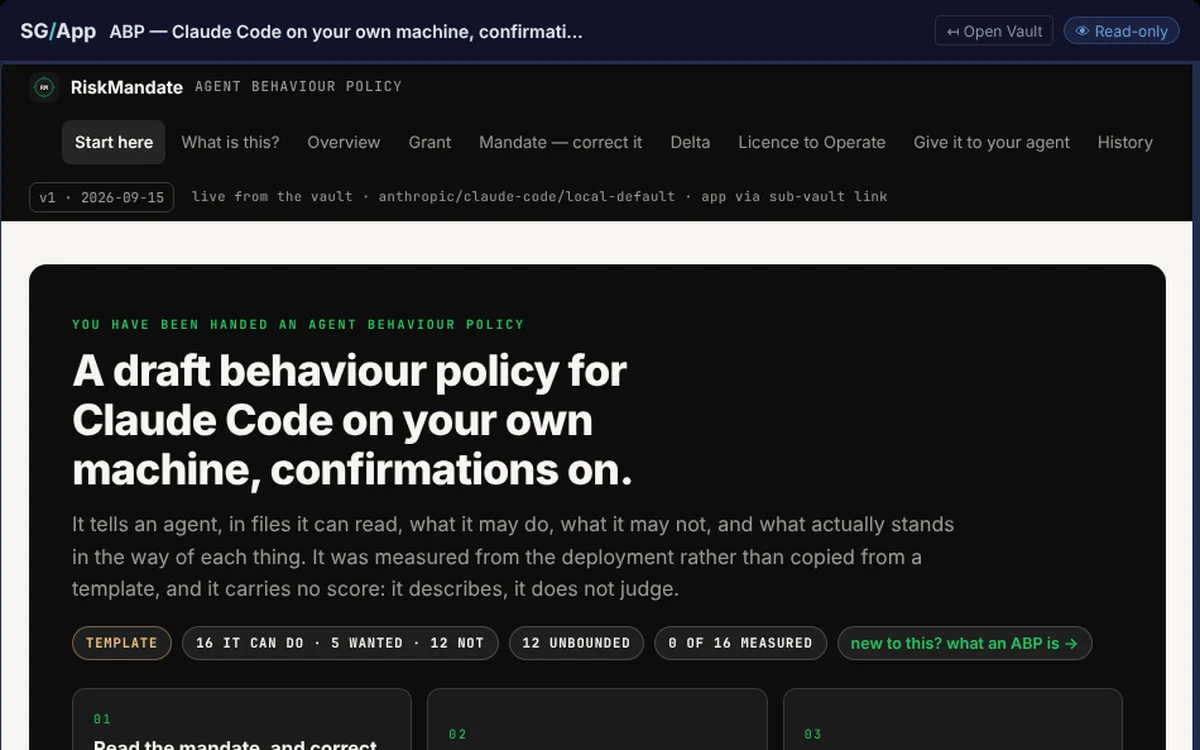 SG/App ABP — Claude Code on your own machine, confirmati... ↤ Open Vault Read-only
RM RiskMandate AGENT BEHAVIOUR POLICY
Start here What is this? Overview Grant Mandate — correct it Delta Licence to Operate Give it to your agent History
v1 · 2026-09-15 live from the vault · anthropic/claude-code/local-default · app via sub-vault link
YOU HAVE BEEN HANDED AN AGENT BEHAVIOUR POLICY
A draft behaviour policy for
Claude Code on your own
machine, confirmations on.
It tells an agent, in files it can read, what it may do, what it may not, and what actually stands
in the way of each thing. It was measured from the deployment rather than copied from a
template, and it carries no score: it describes, it does not judge.
TEMPLATE 16 IT CAN DO · 5 WANTED · 12 NOT 12 UNBOUNDED 0 OF 16 MEASURED new to this? what an ABP is →
01
Read the mandate, and correct
02
03